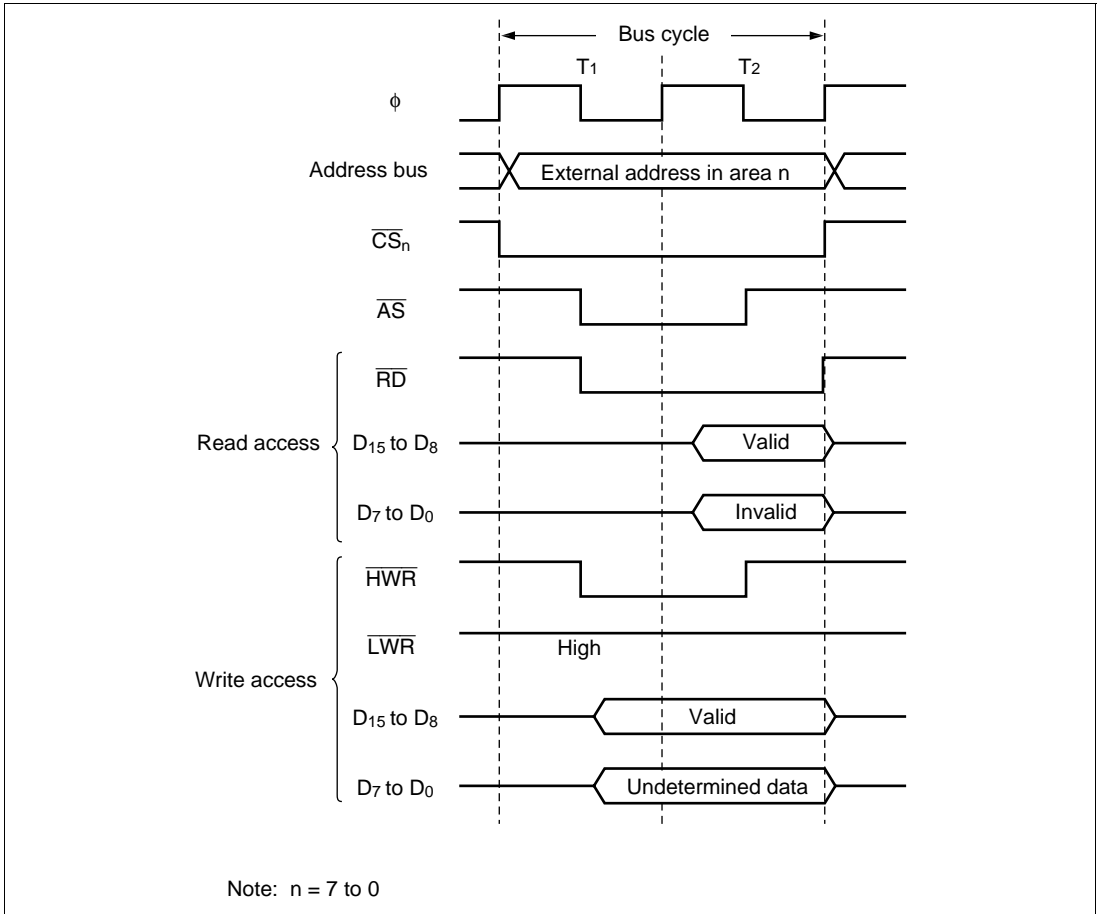 Bus cycle
T1 T2
φ
Address bus External address in area n
CSn
AS
RD
Read access D15 to D8 Valid
D7 to D0 Invalid
HWR
LWR High
Write access
D15 to D8 Valid
D7 to D0 Undetermined data
Note: n = 7 to 0